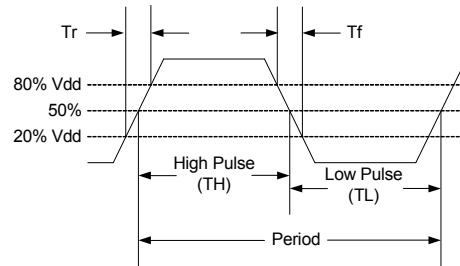 Tr
Tf
80% Vdd
50%
20% Vdd
High Pulse
(TH)
Low Pulse
(TL)
Period